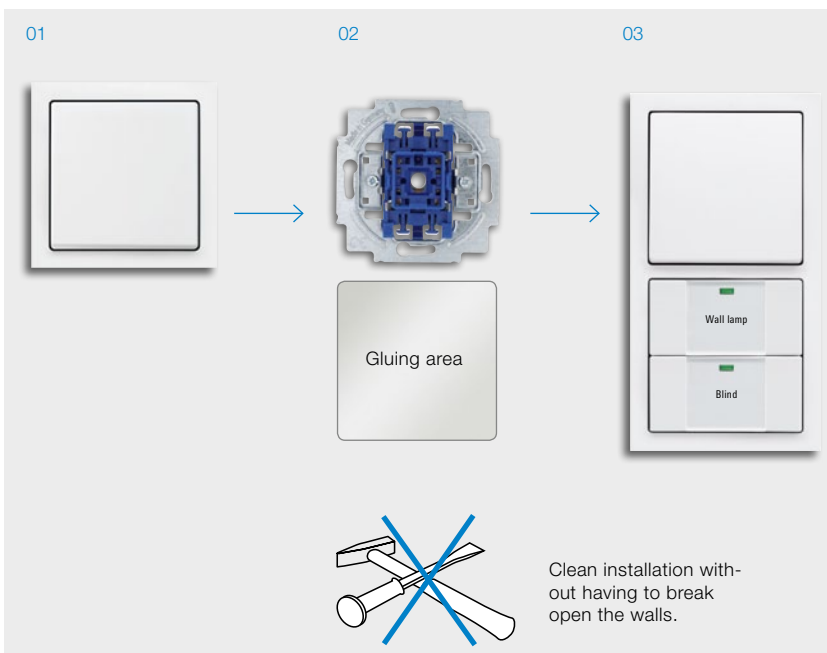 01
02
03
Gluing area
Wall lamp
Blind
Clean installation with-
out having to break
open the walls.